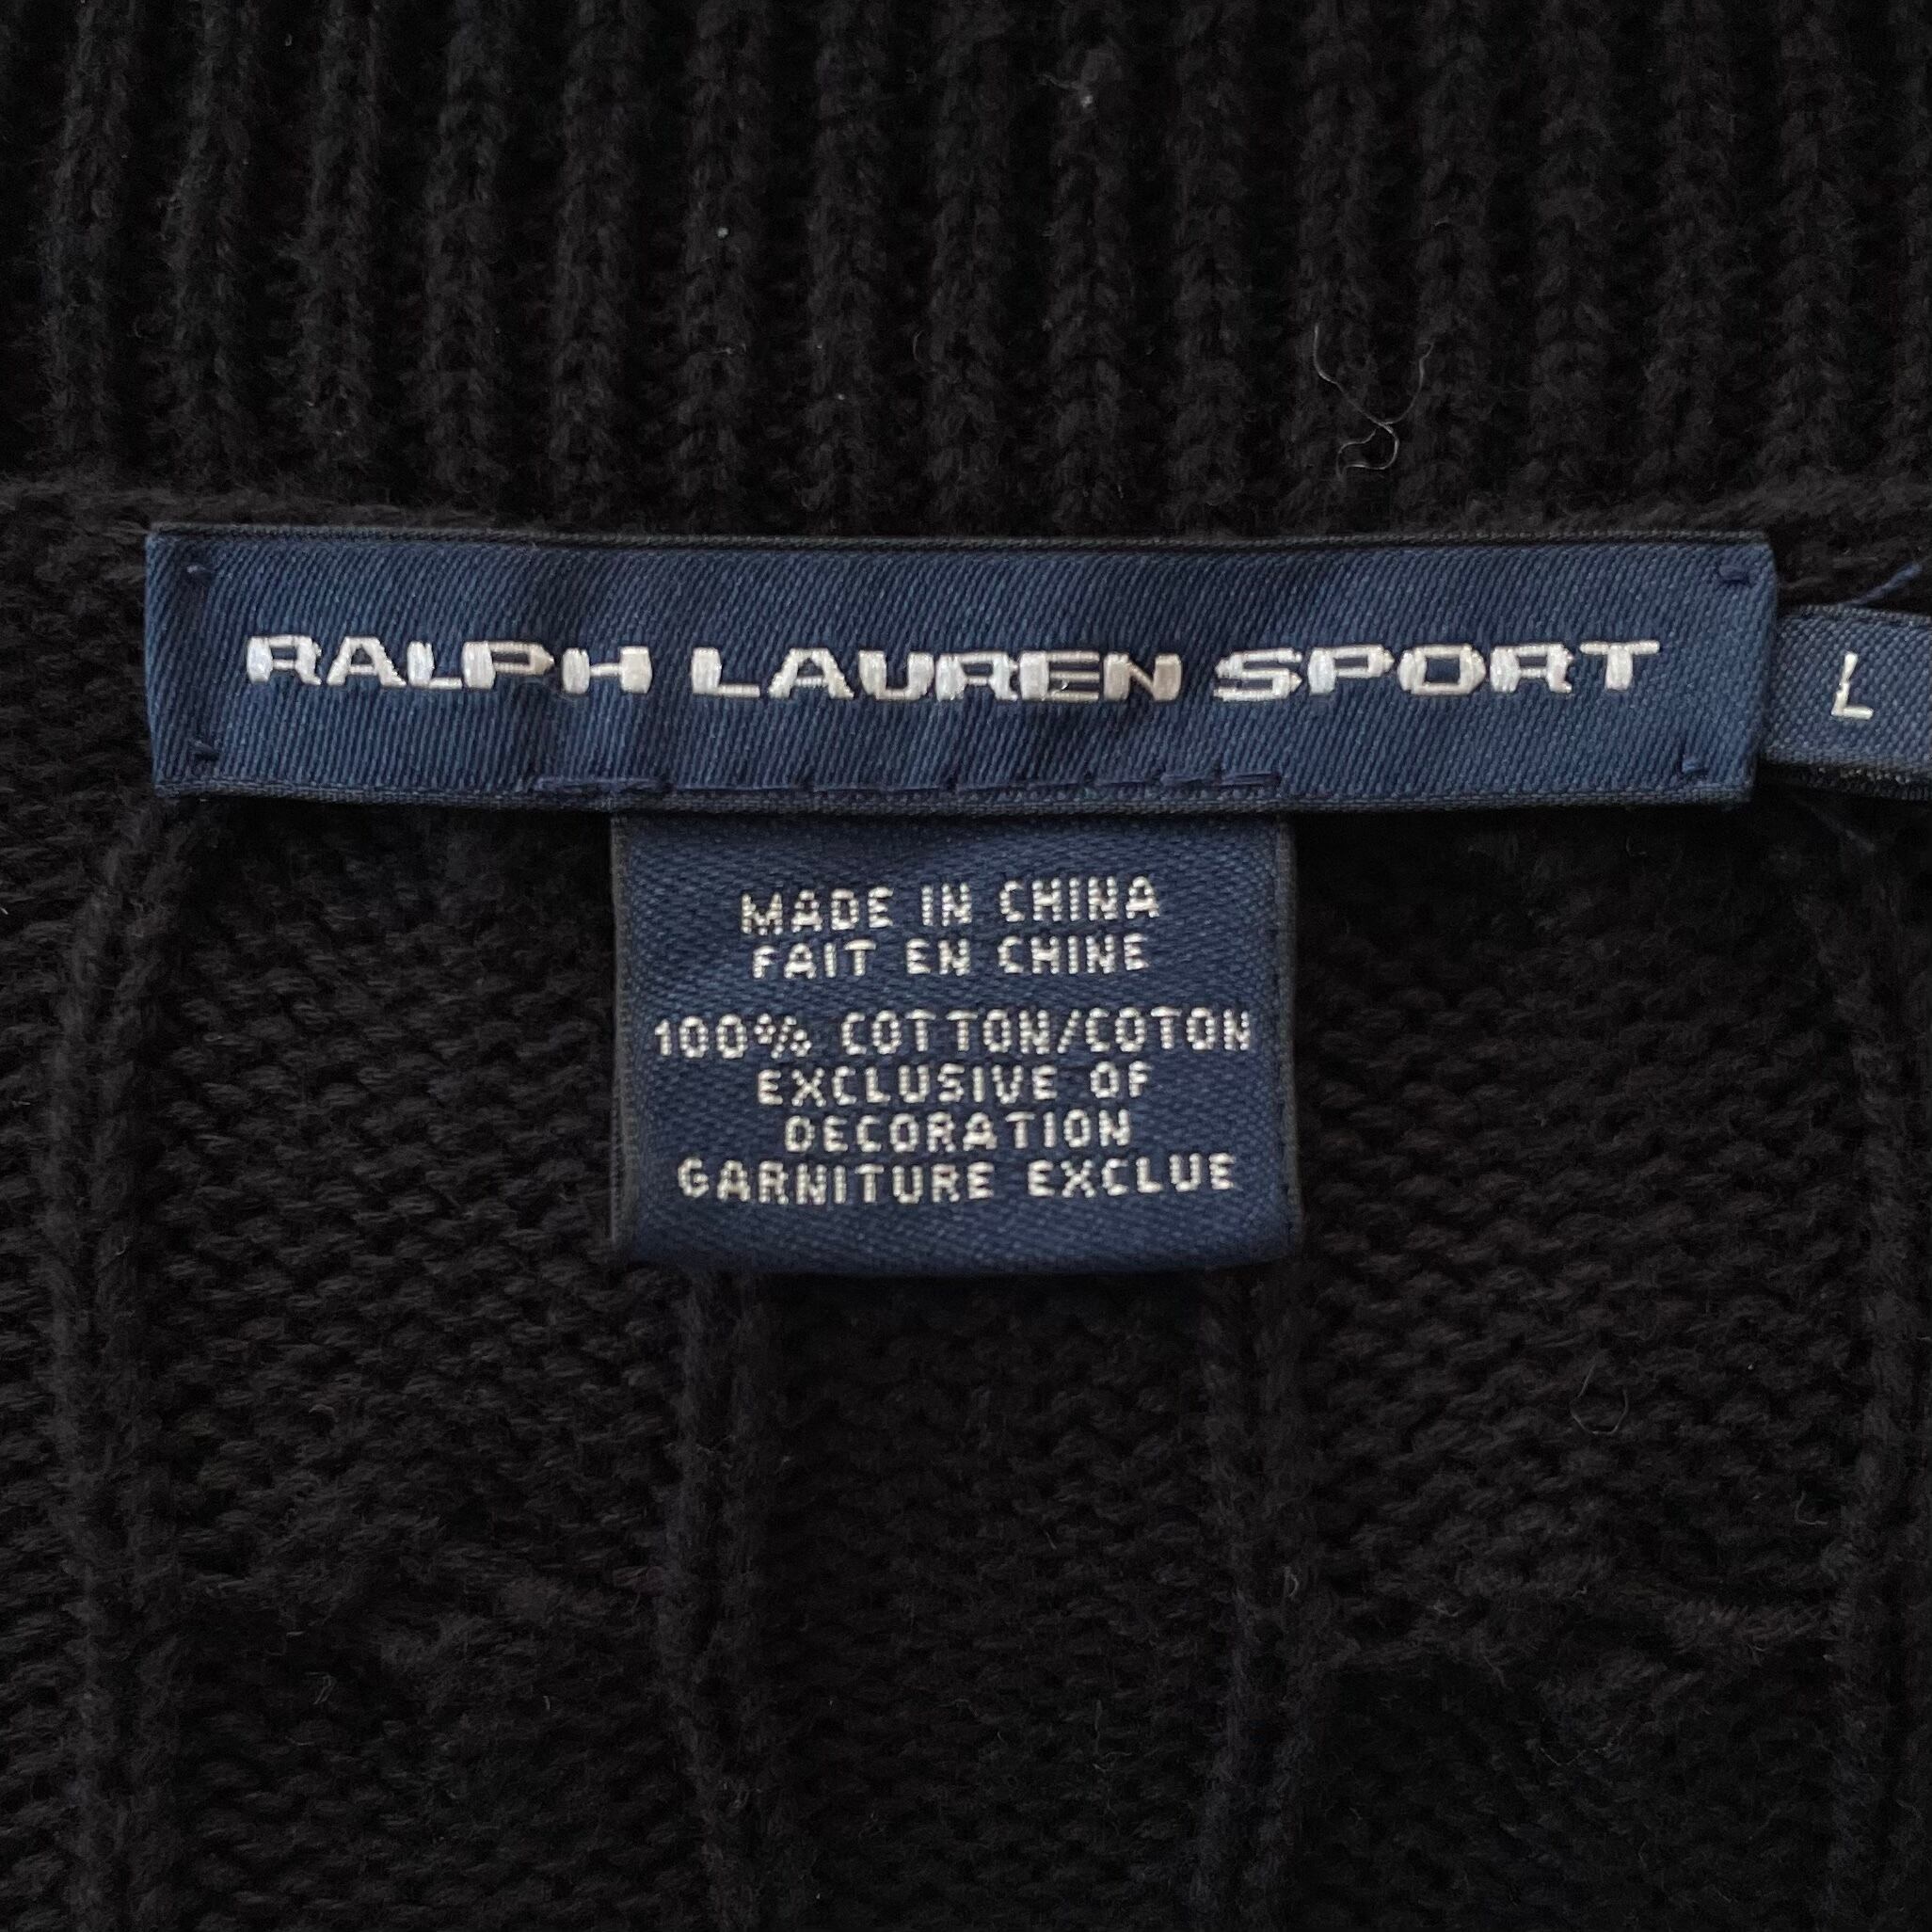 RALPH LAUREN SPORT
L
MADE IN CHINA
FAIT EN CHINE
100% COTTON/COTON
EXCLUSIVE OF
DECORATION
GARNITURE EXCLUE